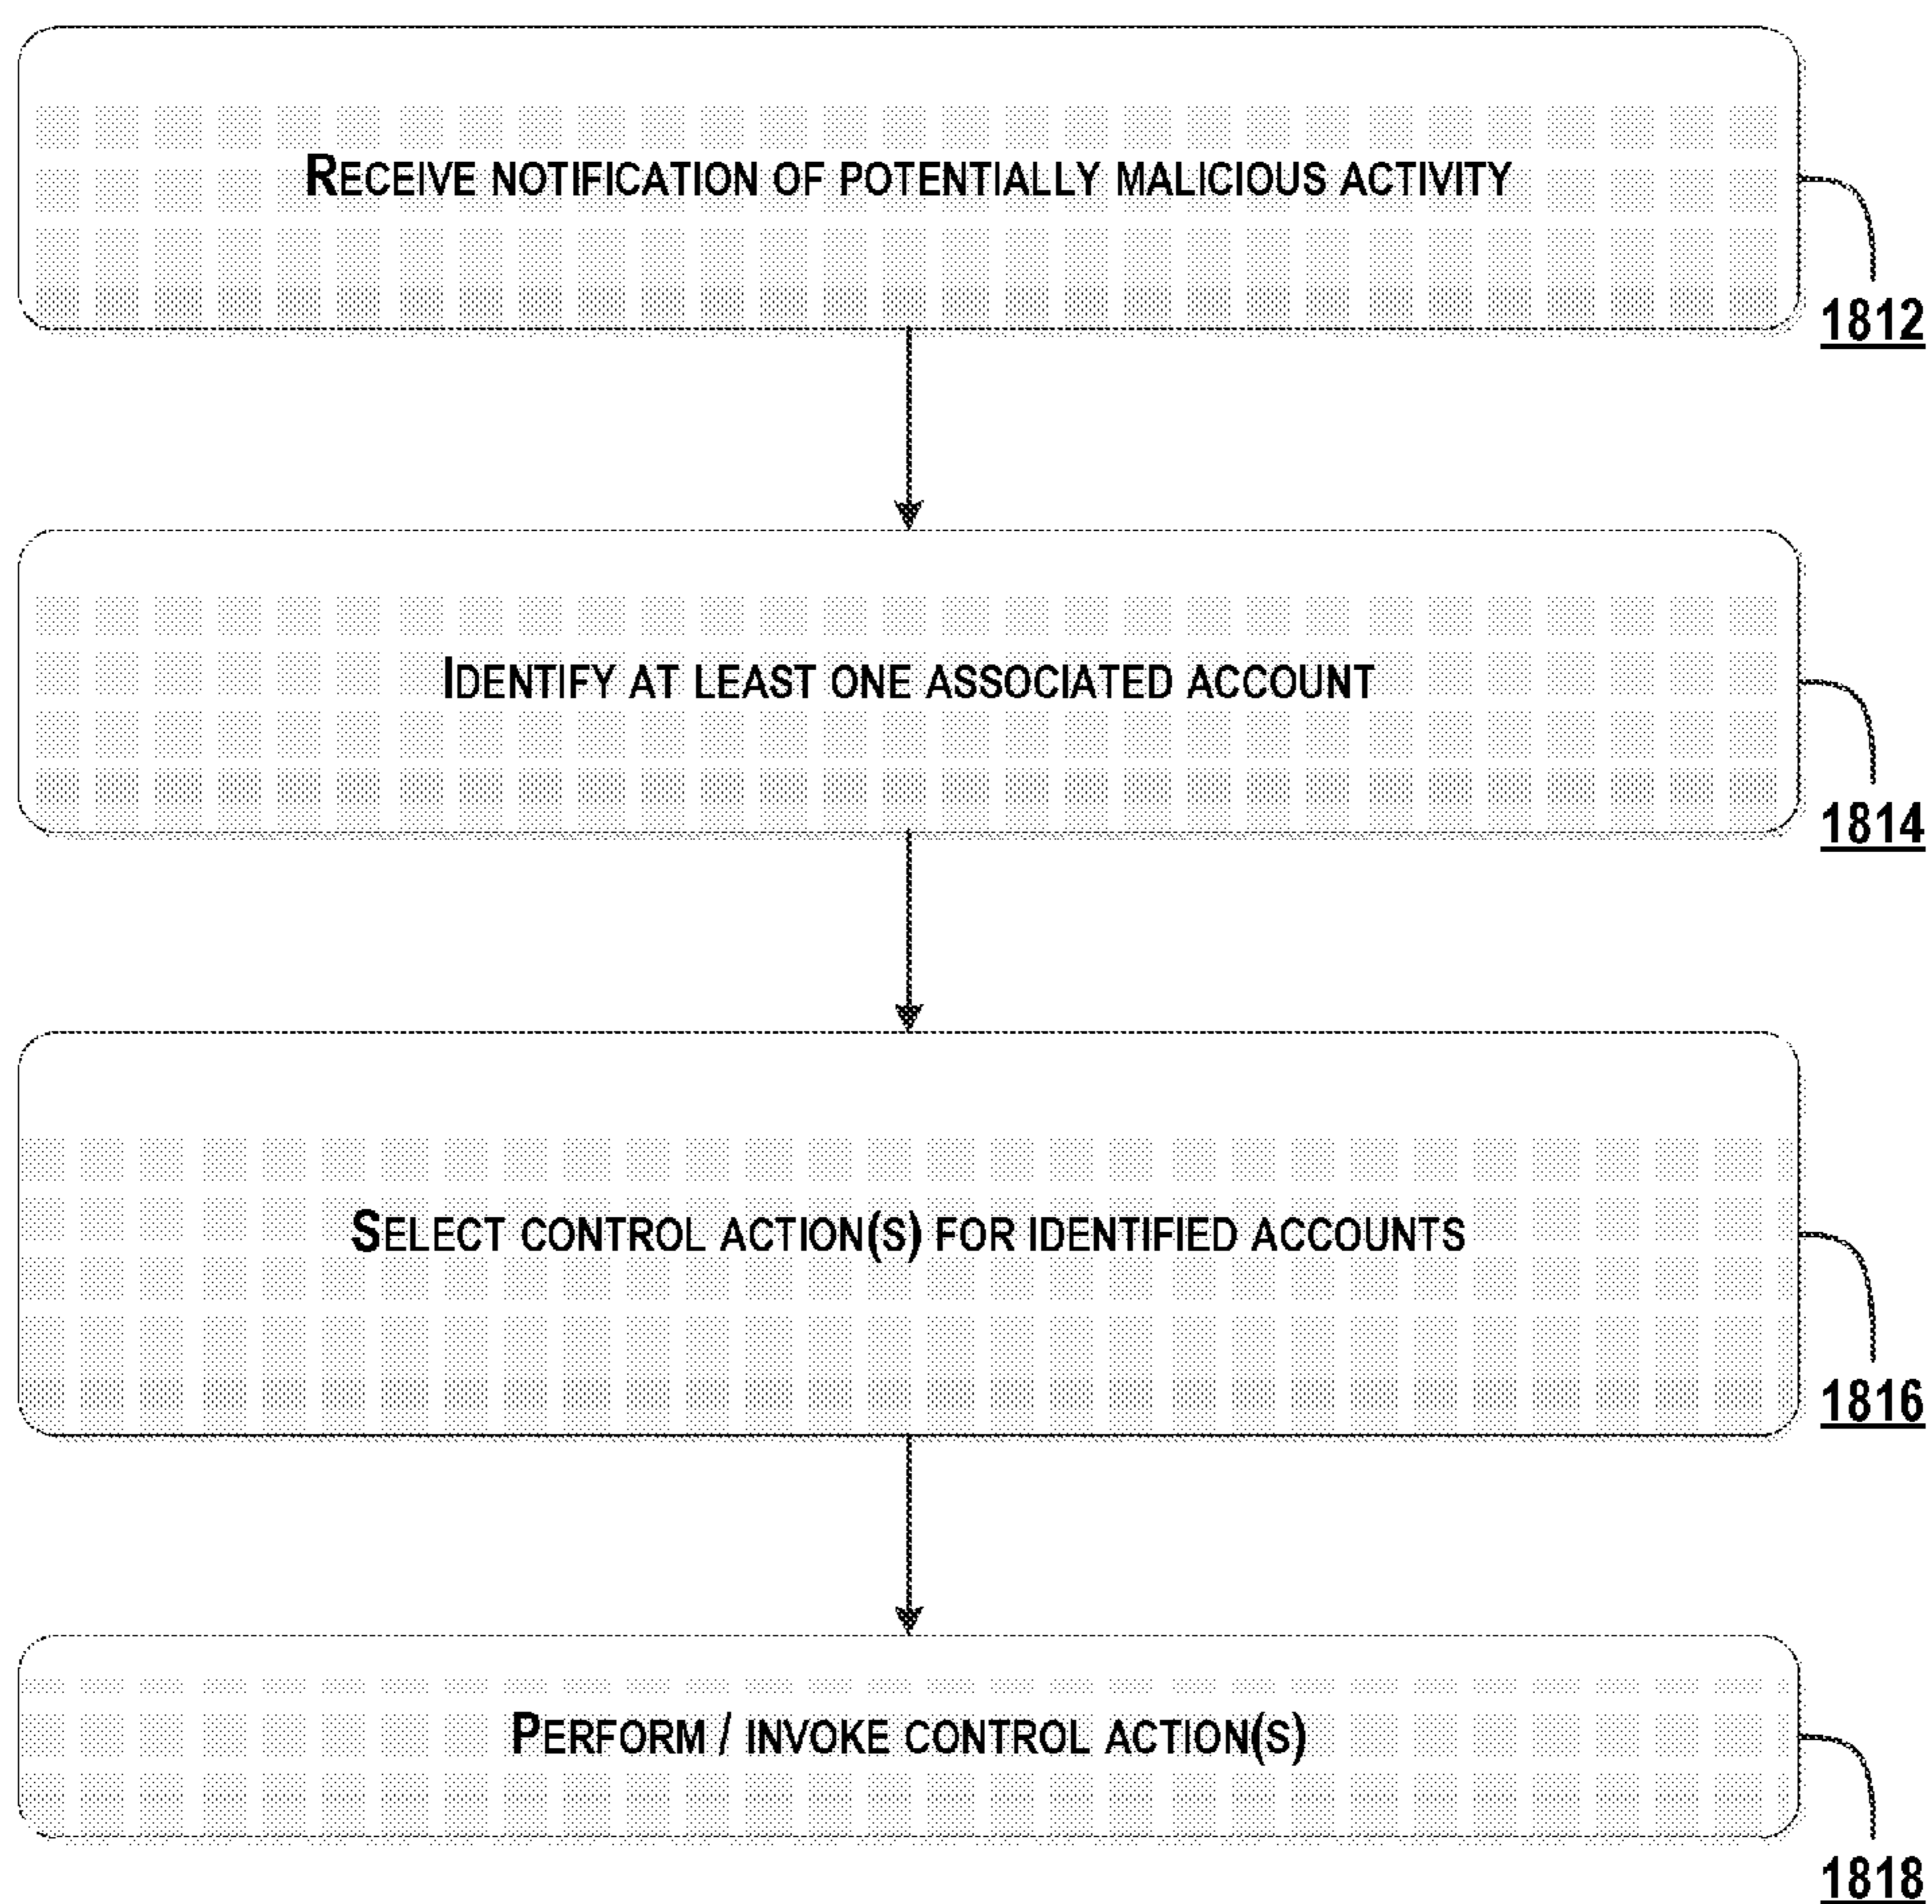 RECEIVE NOTIFICATION OF POTENTIALLY MALICIOUS ACTIVITY
1812
IDENTIFY AT LEAST ONE ASSOCIATED ACCOUNT
1814
SELECT CONTROL ACTION(S) FOR IDENTIFIED ACCOUNTS
1816
PERFORM / INVOKE CONTROL ACTION(S)
1818